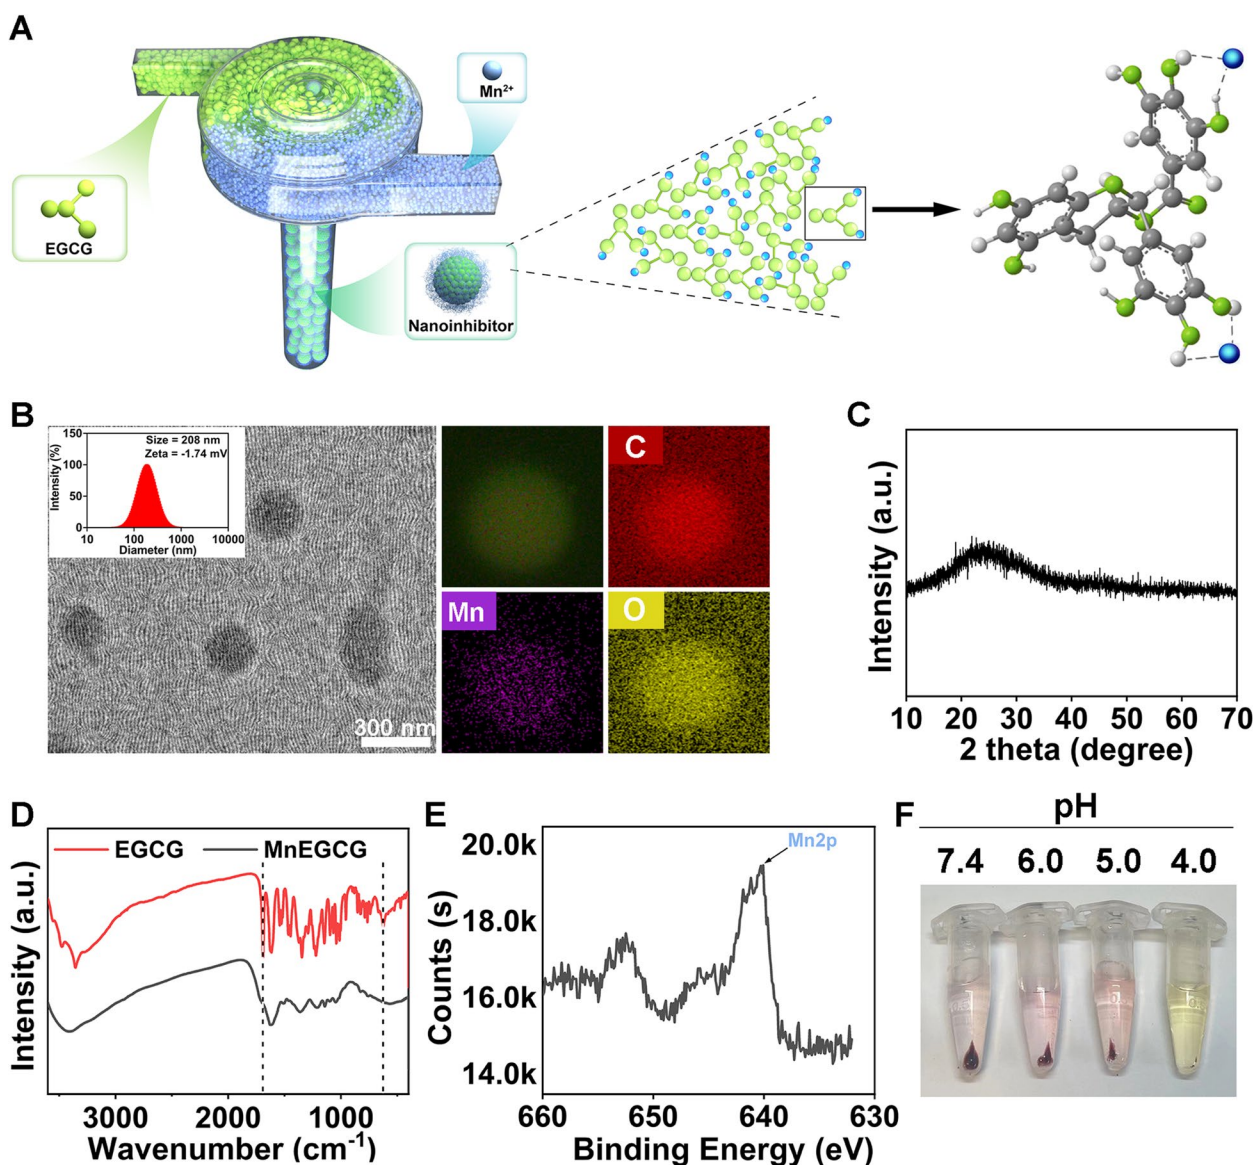 A
Mn²⁺
EGCG
Nanoinhibitor
B
150
100
50
0
Intensity (%)
Size = 208 nm
Zeta = -1.74 mV
10
100
1000
10000
Diameter (nm)
300 nm
C
Mn
O
C
Intensity (a.u.)
10
20
30
40
50
60
70
2 theta (degree)
D
EGCG
MnEGCG
Intensity (a.u.)
3000
2000
1000
Wavenumber (cm⁻¹)
E
20.0k
18.0k
16.0k
14.0k
Counts (s)
Mn2p
660
650
640
630
Binding Energy (eV)
F
pH
7.4
6.0
5.0
4.0